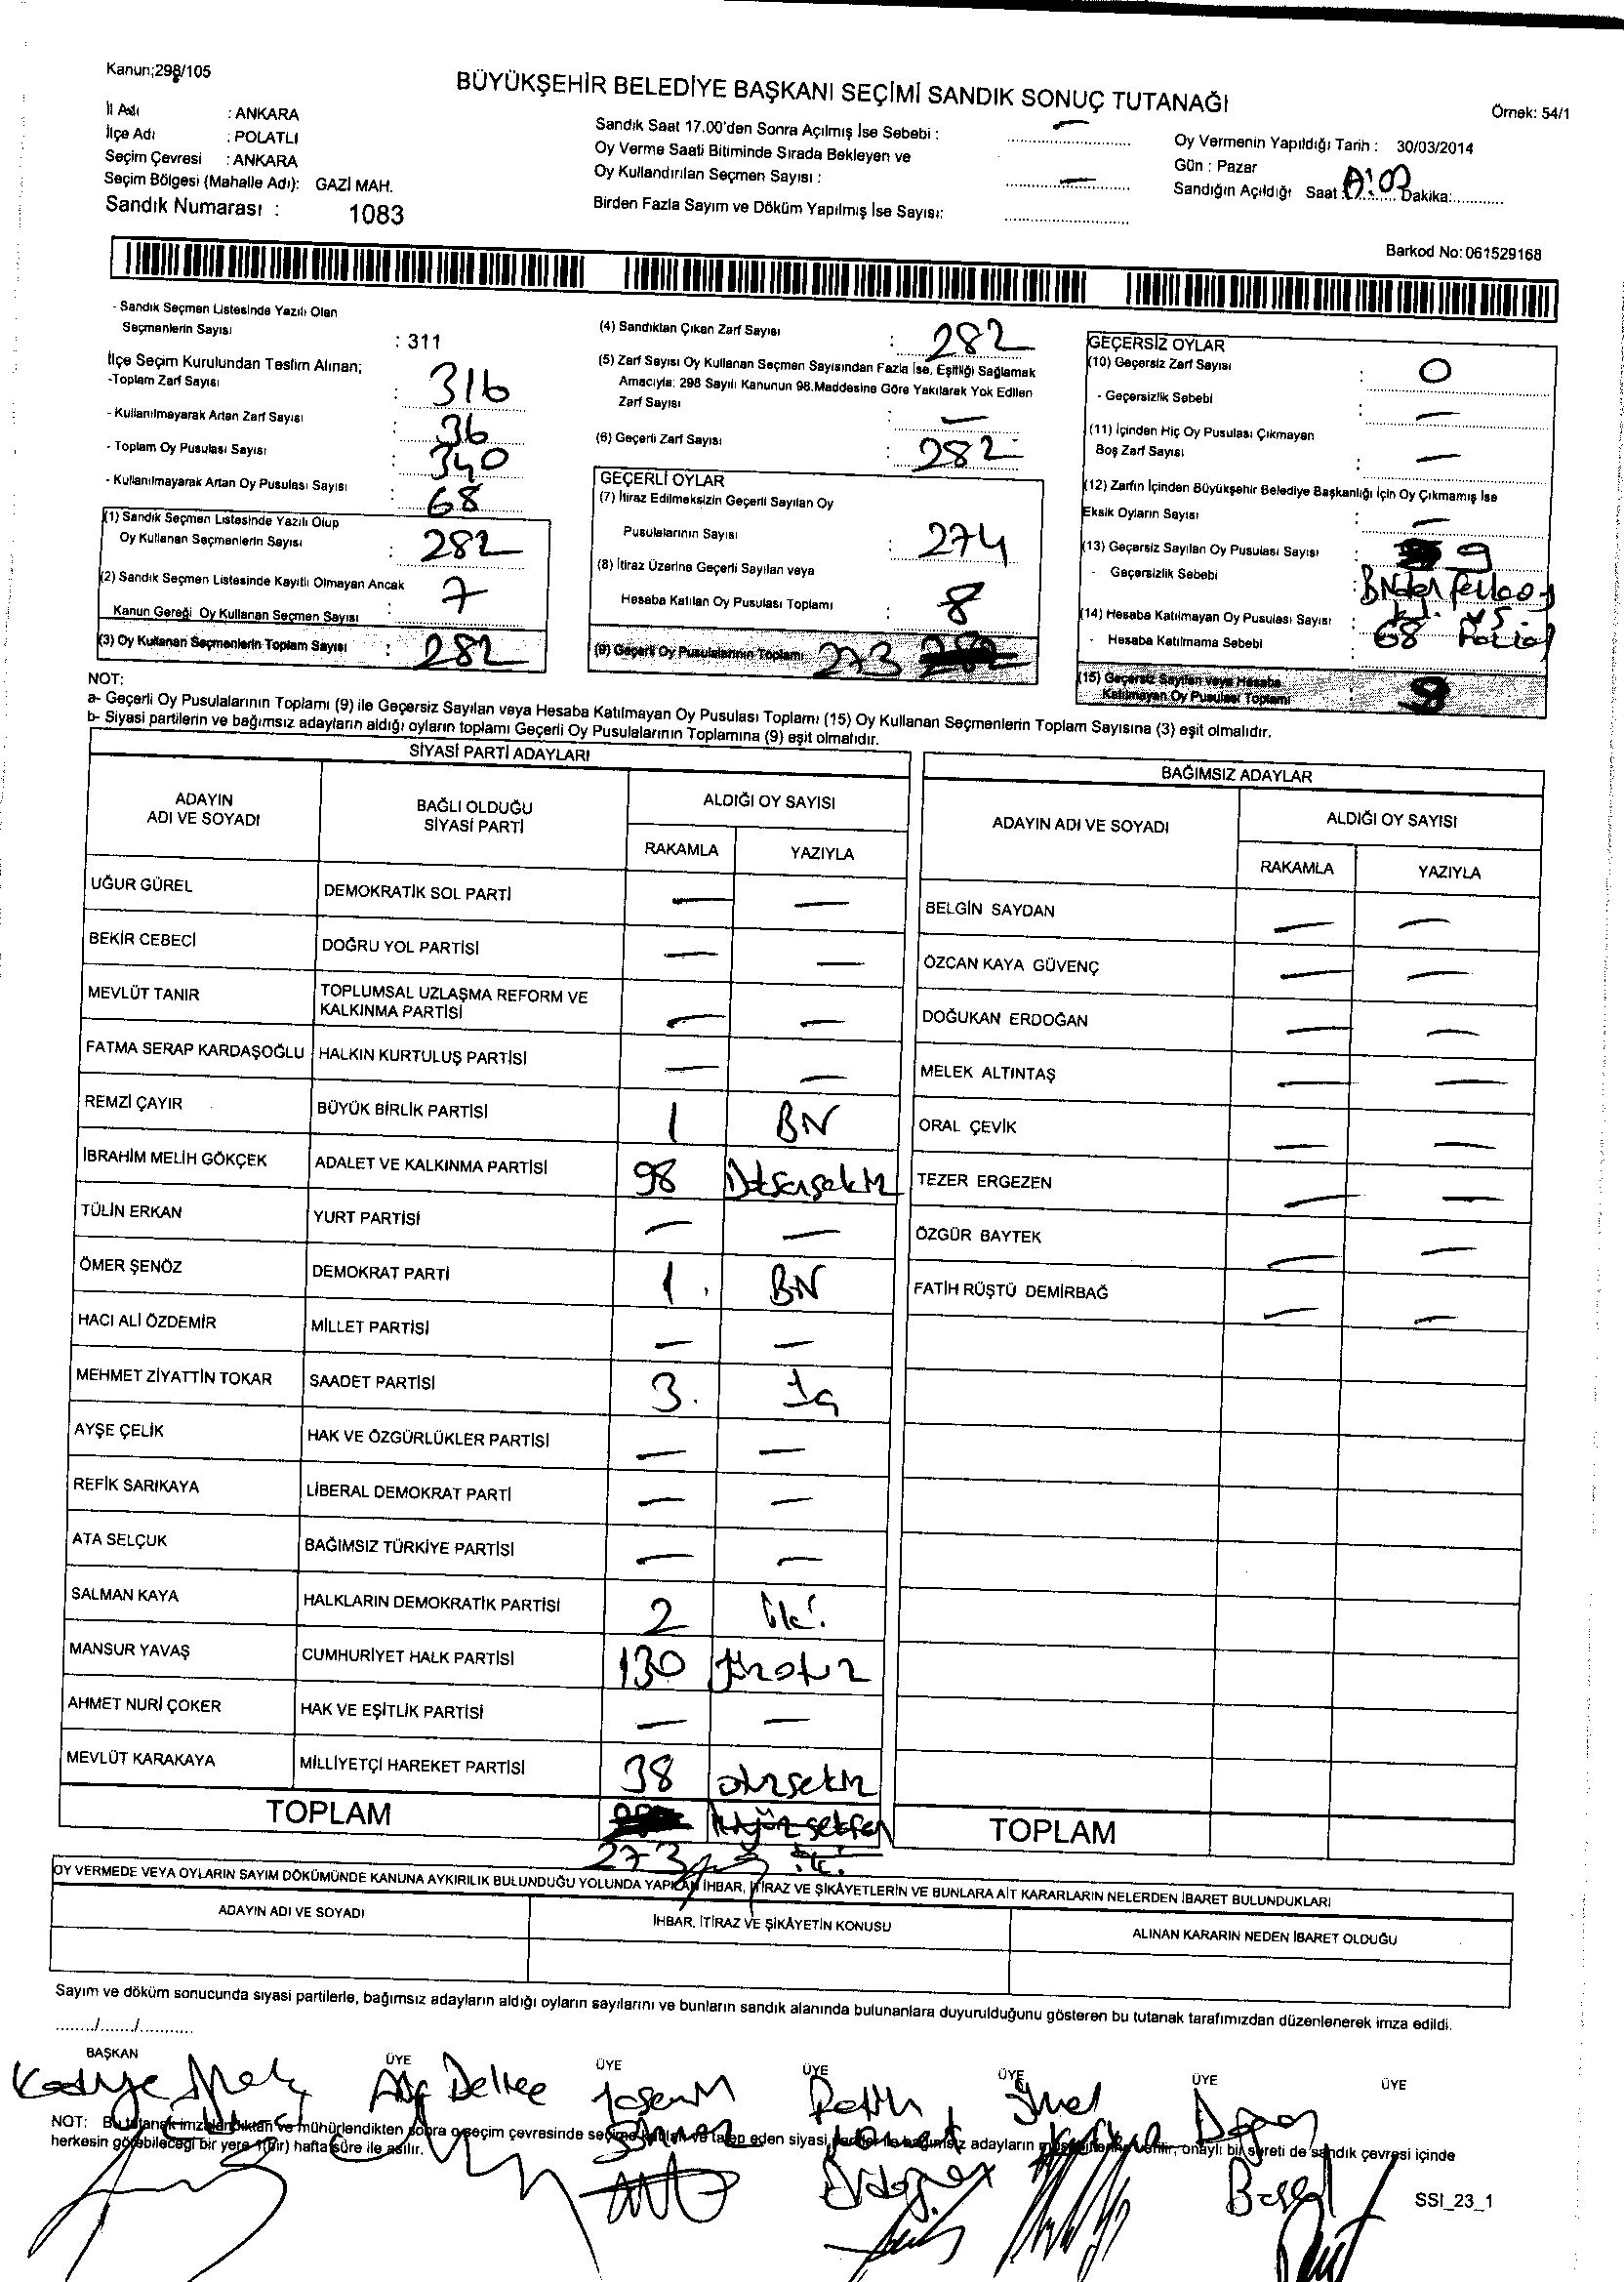 Kanun;298/105
BÜYÜKŞEHİR BELEDİYE BAŞKANI SEÇİMİ SANDIK SONUÇ TUTANAĞI
Örnek: 54/1
İl Adı : ANKARA
İlçe Adı : POLATLI
Seçim Çevresi : ANKARA
Seçim Bölgesi (Mahalle Adı): GAZİ MAH.
Sandık Numarası : 1083
Sandık Saat 17.00'den Sonra Açılmış İse Sebebi : —
Oy Verme Saati Bitiminde Sırada Bekleyen ve
Oy Kullandırılan Seçmen Sayısı : —
Birden Fazla Sayım ve Döküm Yapılmış İse Sayısı:
Oy Vermenin Yapıldığı Tarih : 30/03/2014
Gün : Pazar
Sandığın Açıldığı Saat Dakika:
Barkod No: 061529168
- Sandık Seçmen Listesinde Yazılı Olan
Seçmenlerin Sayısı : 311
İlçe Seçim Kurulundan Teslim Alınan;
-Toplam Zarf Sayısı : 316
- Kullanılmayarak Artan Zarf Sayısı : 36
- Toplam Oy Pusulası Sayısı : 340
- Kullanılmayarak Artan Oy Pusulası Sayısı : 68
(1) Sandık Seçmen Listesinde Yazılı Olup
Oy Kullanan Seçmenlerin Sayısı : 282
(2) Sandık Seçmen Listesinde Kayıtlı Olmayan Ancak
Kanun Gereği Oy Kullanan Seçmen Sayısı : 7
(3) Oy Kullanan Seçmenlerin Toplam Sayısı : 282
(4) Sandıktan Çıkan Zarf Sayısı : 282
(5) Zarf Sayısı Oy Kullanan Seçmen Sayısından Fazla İse, Eşitliği Sağlamak
Amacıyla; 298 Sayılı Kanunun 98.Maddesine Göre Yakılarak Yok Edilen
Zarf Sayısı : —
(6) Geçerli Zarf Sayısı : 282
GEÇERLİ OYLAR
(7) İtiraz Edilmeksizin Geçerli Sayılan Oy
Pusulalarının Sayısı : 274
(8) İtiraz Üzerine Geçerli Sayılan veya
Hesaba Katılan Oy Pusulası Toplamı : 8
(9) Geçerli Oy Pusulalarının Toplamı 273
GEÇERSİZ OYLAR
(10) Geçersiz Zarf Sayısı : 0
- Geçersizlik Sebebi : —
(11) İçinden Hiç Oy Pusulası Çıkmayan
Boş Zarf Sayısı : —
(12) Zarfın İçinden Büyükşehir Belediye Başkanlığı İçin Oy Çıkmamış İse
Eksik Oyların Sayısı : —
(13) Geçersiz Sayılan Oy Pusulası Sayısı : 9
- Geçersizlik Sebebi :
(14) Hesaba Katılmayan Oy Pusulası Sayısı : 68
- Hesaba Katılmama Sebebi
(15) Geçersiz Sayılan veya Hesaba
Katılmayan Oy Pusulası Toplamı : 9
NOT:
a- Geçerli Oy Pusulalarının Toplamı (9) ile Geçersiz Sayılan veya Hesaba Katılmayan Oy Pusulası Toplamı (15) Oy Kullanan Seçmenlerin Toplam Sayısına (3) eşit olmalıdır.
b- Siyasi partilerin ve bağımsız adayların aldığı oyların toplamı Geçerli Oy Pusulalarının Toplamına (9) eşit olmalıdır.
SİYASİ PARTİ ADAYLARI
ADAYIN ADI VE SOYADI BAĞLI OLDUĞU SİYASİ PARTİ ALDIĞI OY SAYISI
RAKAMLA YAZIYLA
UĞUR GÜREL DEMOKRATİK SOL PARTİ — —
BEKİR CEBECİ DOĞRU YOL PARTİSİ — —
MEVLÜT TANIR TOPLUMSAL UZLAŞMA REFORM VE KALKINMA PARTİSİ — —
FATMA SERAP KARDAŞOĞLU HALKIN KURTULUŞ PARTİSİ — —
REMZİ ÇAYIR BÜYÜK BİRLİK PARTİSİ 1
İBRAHİM MELİH GÖKÇEK ADALET VE KALKINMA PARTİSİ 98
TÜLİN ERKAN YURT PARTİSİ — —
ÖMER ŞENÖZ DEMOKRAT PARTİ 1
HACI ALİ ÖZDEMİR MİLLET PARTİSİ — —
MEHMET ZİYATTİN TOKAR SAADET PARTİSİ 3.
AYŞE ÇELİK HAK VE ÖZGÜRLÜKLER PARTİSİ — —
REFİK SARIKAYA LİBERAL DEMOKRAT PARTİ — —
ATA SELÇUK BAĞIMSIZ TÜRKİYE PARTİSİ — —
SALMAN KAYA HALKLARIN DEMOKRATİK PARTİSİ 2 iki
MANSUR YAVAŞ CUMHURİYET HALK PARTİSİ 130
AHMET NURİ ÇOKER HAK VE EŞİTLİK PARTİSİ — —
MEVLÜT KARAKAYA MİLLİYETÇİ HAREKET PARTİSİ 38
TOPLAM
273
BAĞIMSIZ ADAYLAR
ADAYIN ADI VE SOYADI ALDIĞI OY SAYISI
RAKAMLA YAZIYLA
BELGİN SAYDAN — —
ÖZCAN KAYA GÜVENÇ — —
DOĞUKAN ERDOĞAN — —
MELEK ALTINTAŞ — —
ORAL ÇEVİK — —
TEZER ERGEZEN — —
ÖZGÜR BAYTEK — —
FATİH RÜŞTÜ DEMİRBAĞ — —
TOPLAM
OY VERMEDE VEYA OYLARIN SAYIM DÖKÜMÜNDE KANUNA AYKIRILIK BULUNDUĞU YOLUNDA YAPILAN İHBAR, İTİRAZ VE ŞİKÂYETLERİN VE BUNLARA AİT KARARLARIN NELERDEN İBARET BULUNDUKLARI
ADAYIN ADI VE SOYADI İHBAR, İTİRAZ VE ŞİKÂYETİN KONUSU ALINAN KARARIN NEDEN İBARET OLDUĞU
Sayım ve döküm sonucunda siyasi partilerle, bağımsız adayların aldığı oyların sayılarını ve bunların sandık alanında bulunanlara duyurulduğunu gösteren bu tutanak tarafımızdan düzenlenerek imza edildi.
......../......./...........
BAŞKAN ÜYE ÜYE ÜYE ÜYE ÜYE ÜYE
NOT: Bu tutanak imzalandıktan ve mühürlendikten sonra o seçim çevresinde seçime katılan ve talep eden siyasi partiler ile bağımsız adayların müşahitlerine verilir, onaylı bir sureti de sandık çevresi içinde
herkesin görebileceği bir yere 1(Bir) hafta süre ile asılır.
SSI_23_1